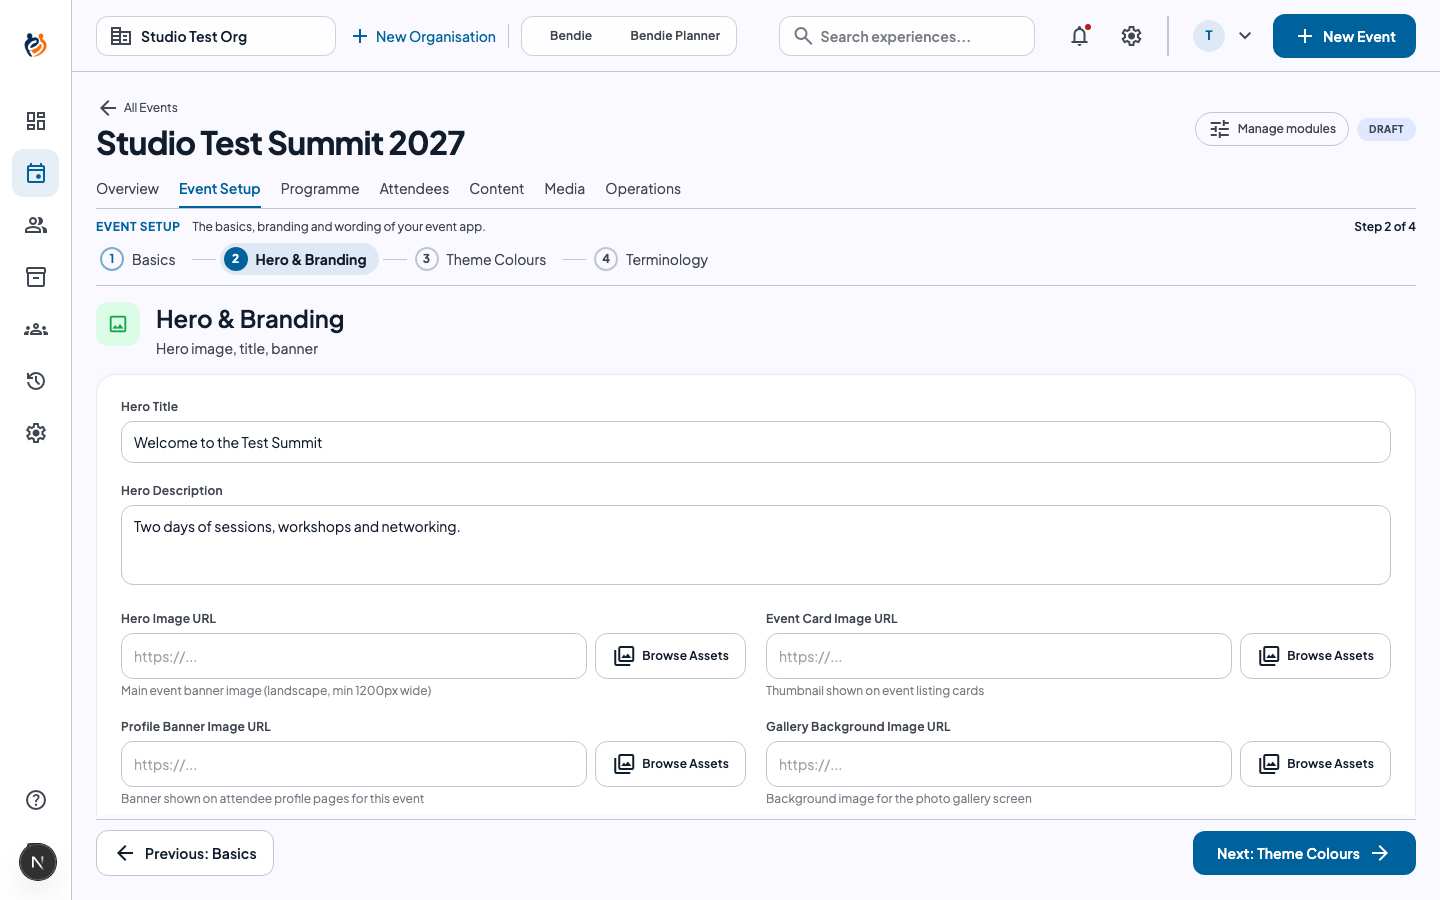 Studio Test Org
New Organisation
Bendie
Bendie Planner
Search experiences...
T
New Event
All Events
Studio Test Summit 2027
Manage modules
DRAFT
Overview
Event Setup
Programme
Attendees
Content
Media
Operations
EVENT SETUP
The basics, branding and wording of your event app.
Step 2 of 4
1 Basics
2 Hero & Branding
3 Theme Colours
4 Terminology
Hero & Branding
Hero image, title, banner
Hero Title
Welcome to the Test Summit
Hero Description
Two days of sessions, workshops and networking.
Hero Image URL
https://...
Browse Assets
Main event banner image (landscape, min 1200px wide)
Event Card Image URL
https://...
Browse Assets
Thumbnail shown on event listing cards
Profile Banner Image URL
https://...
Browse Assets
Banner shown on attendee profile pages for this event
Gallery Background Image URL
https://...
Browse Assets
Background image for the photo gallery screen
N
Previous: Basics
Next: Theme Colours